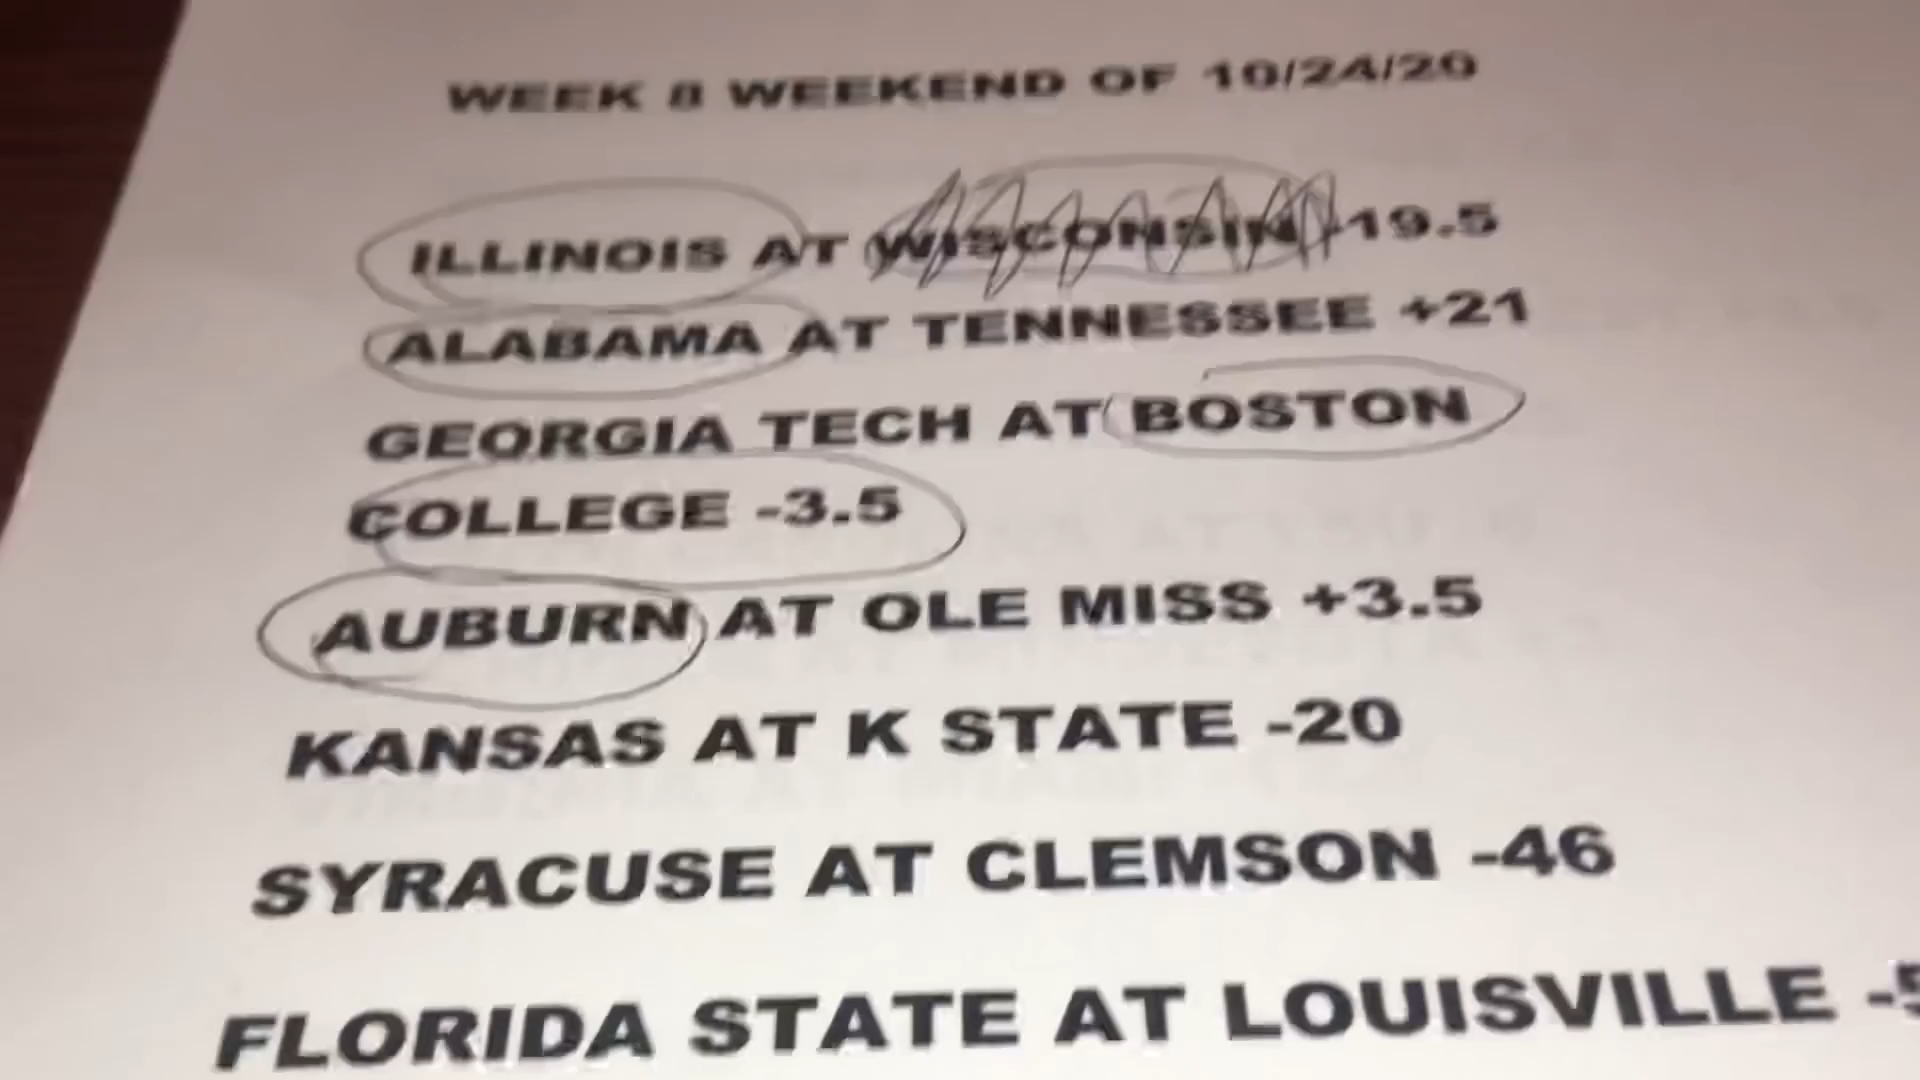 WEEK 8 WEEKEND OF 10/24/20
ILLINOIS AT WISCONSIN -19.5
ALABAMA AT TENNESSEE +21
GEORGIA TECH AT BOSTON
COLLEGE -3.5
AUBURN AT OLE MISS +3.5
KANSAS AT K STATE -20
SYRACUSE AT CLEMSON -46
FLORIDA STATE AT LOUISVILLE -5